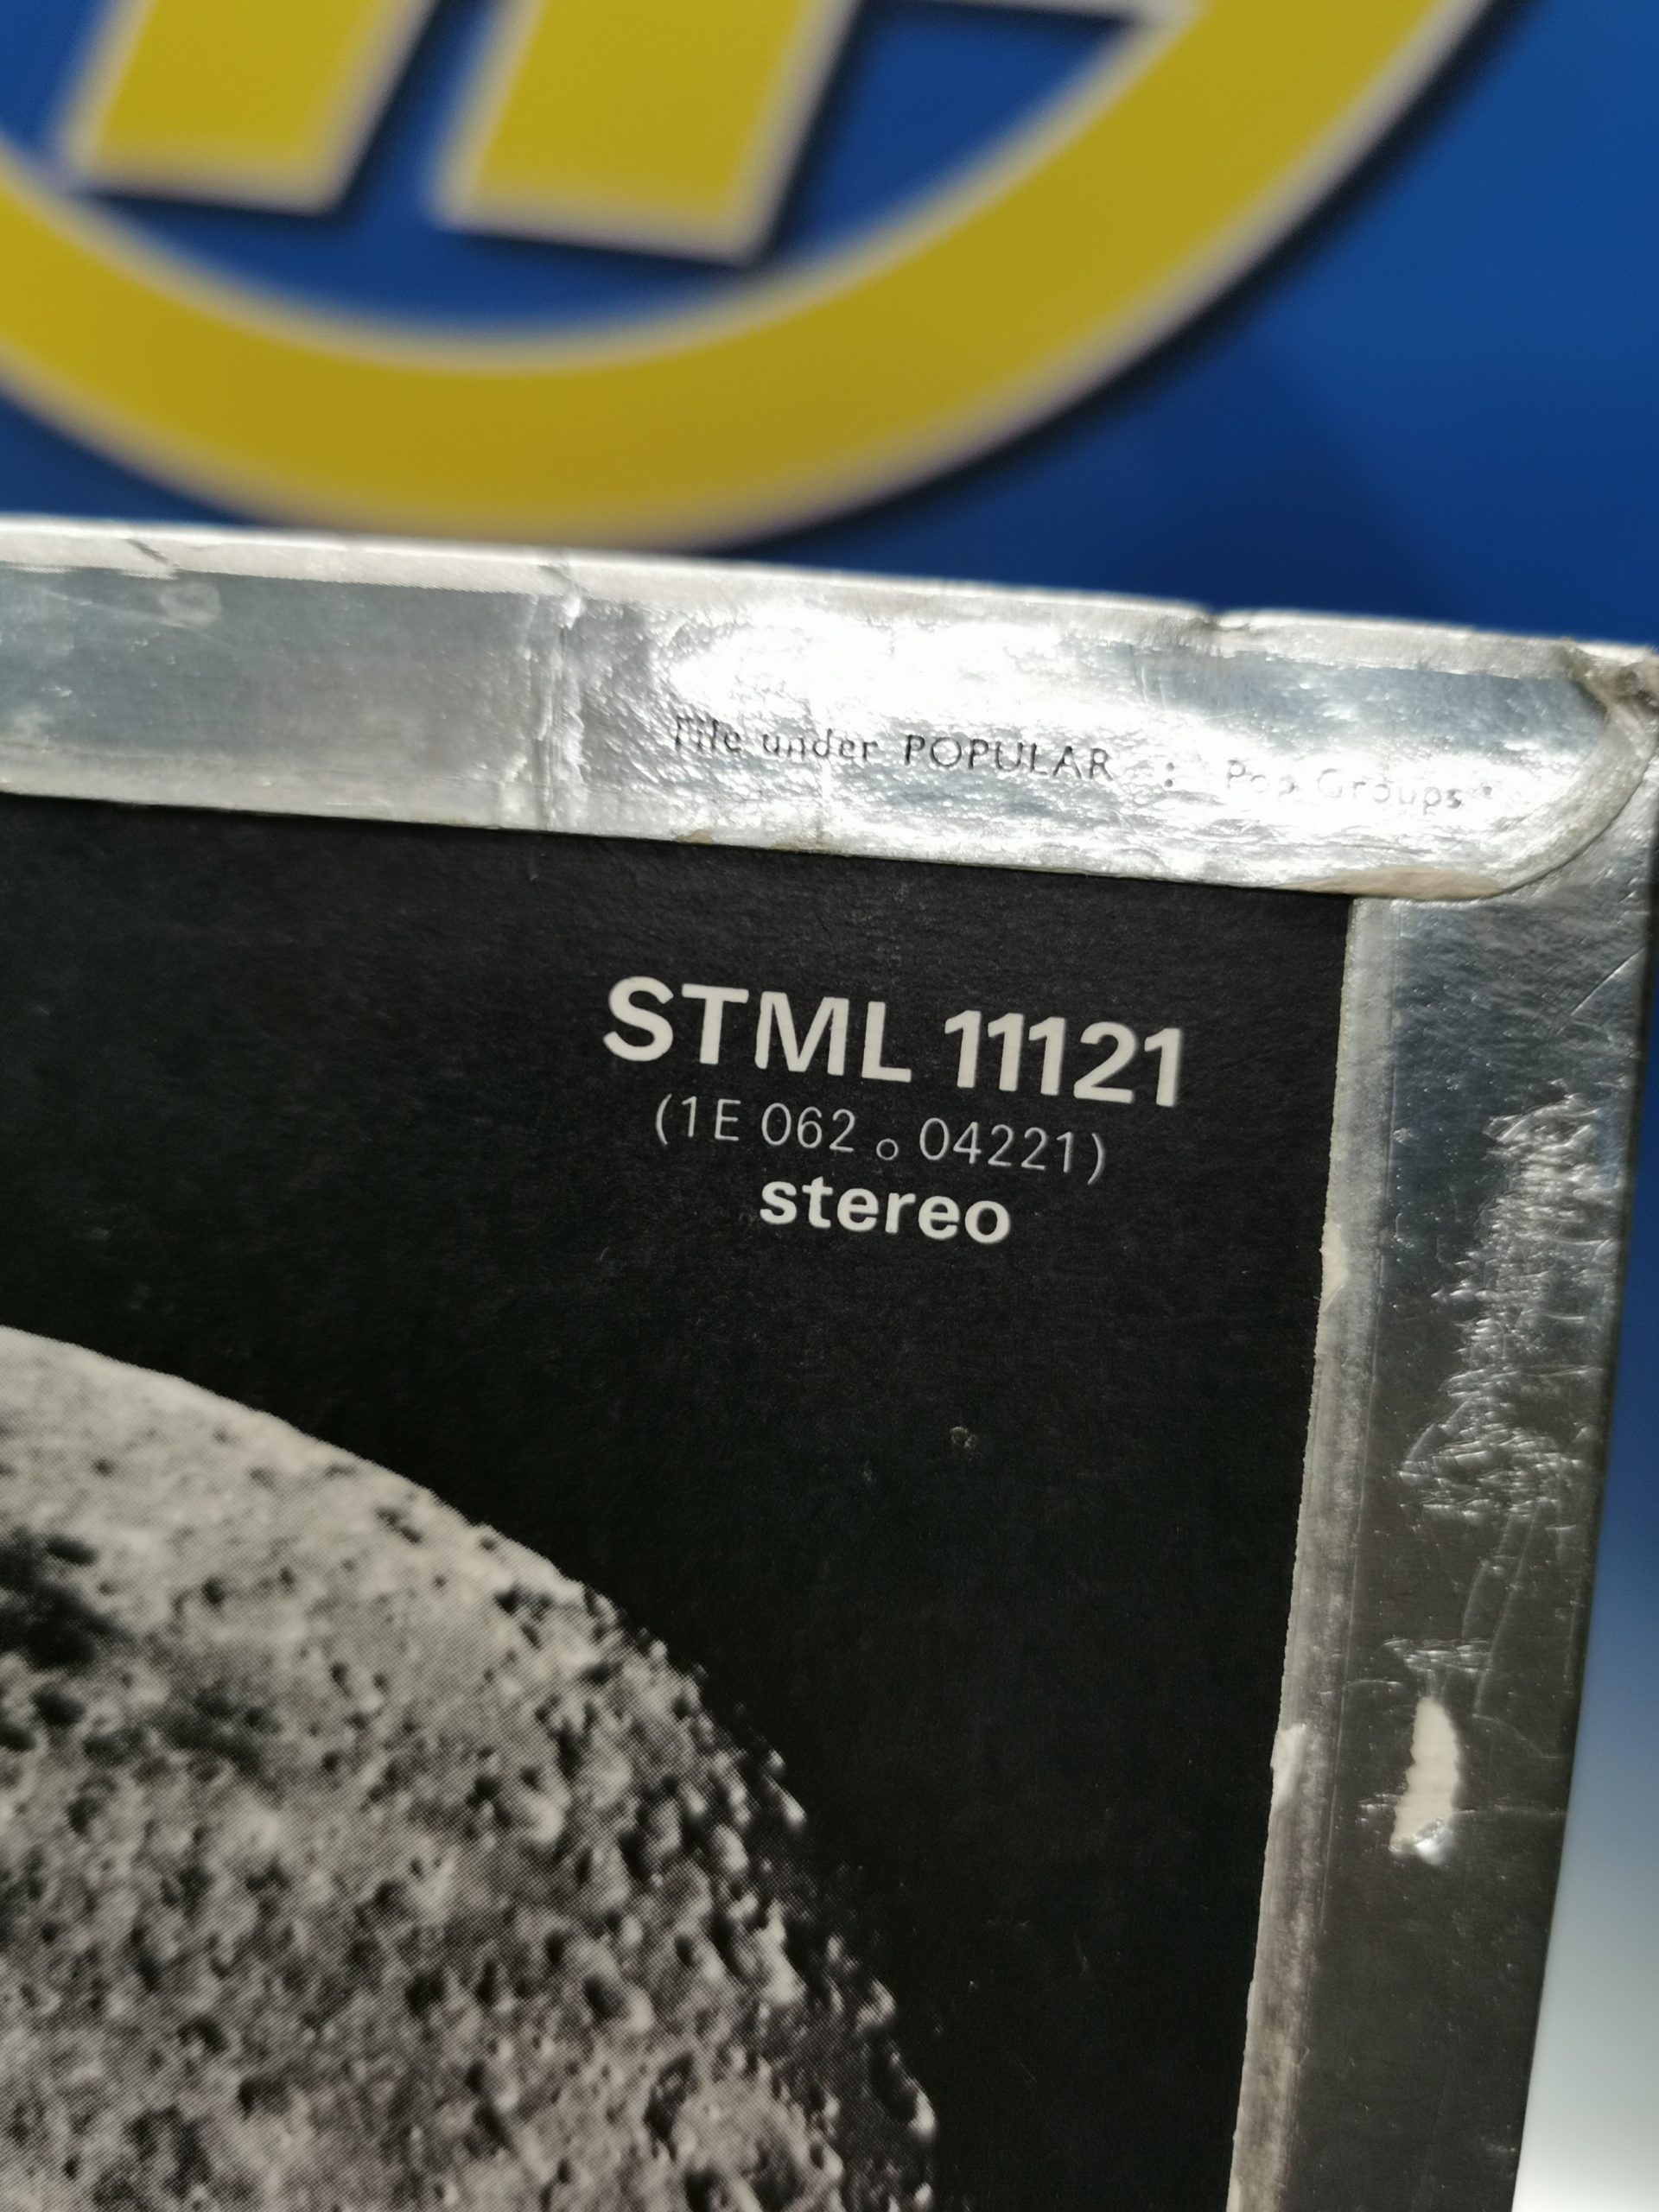 File under POPULAR : Pop Groups
STML 11121
(1E 062 o 04221)
stereo